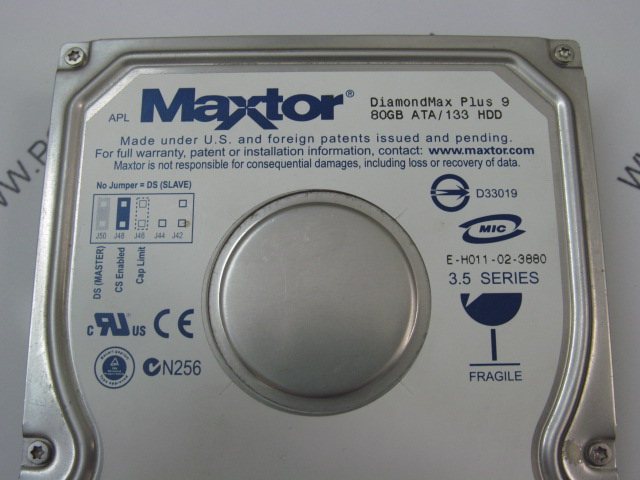 APL Maxtor® DiamondMax Plus 9
80GB ATA/133 HDD
Made under U.S. and foreign patents issued and pending.
For full warranty, patent or installation information, contact: www.maxtor.com.
Maxtor is not responsible for consequential damages, including loss or recovery of data.
No Jumper = DS (SLAVE)
J50 J48 J46 J44 J42
DS (MASTER)
CS Enabled
Cap Limit
D33019
MIC
E-H011-02-3880
3.5 SERIES
c RU US CE
N256
FRAGILE